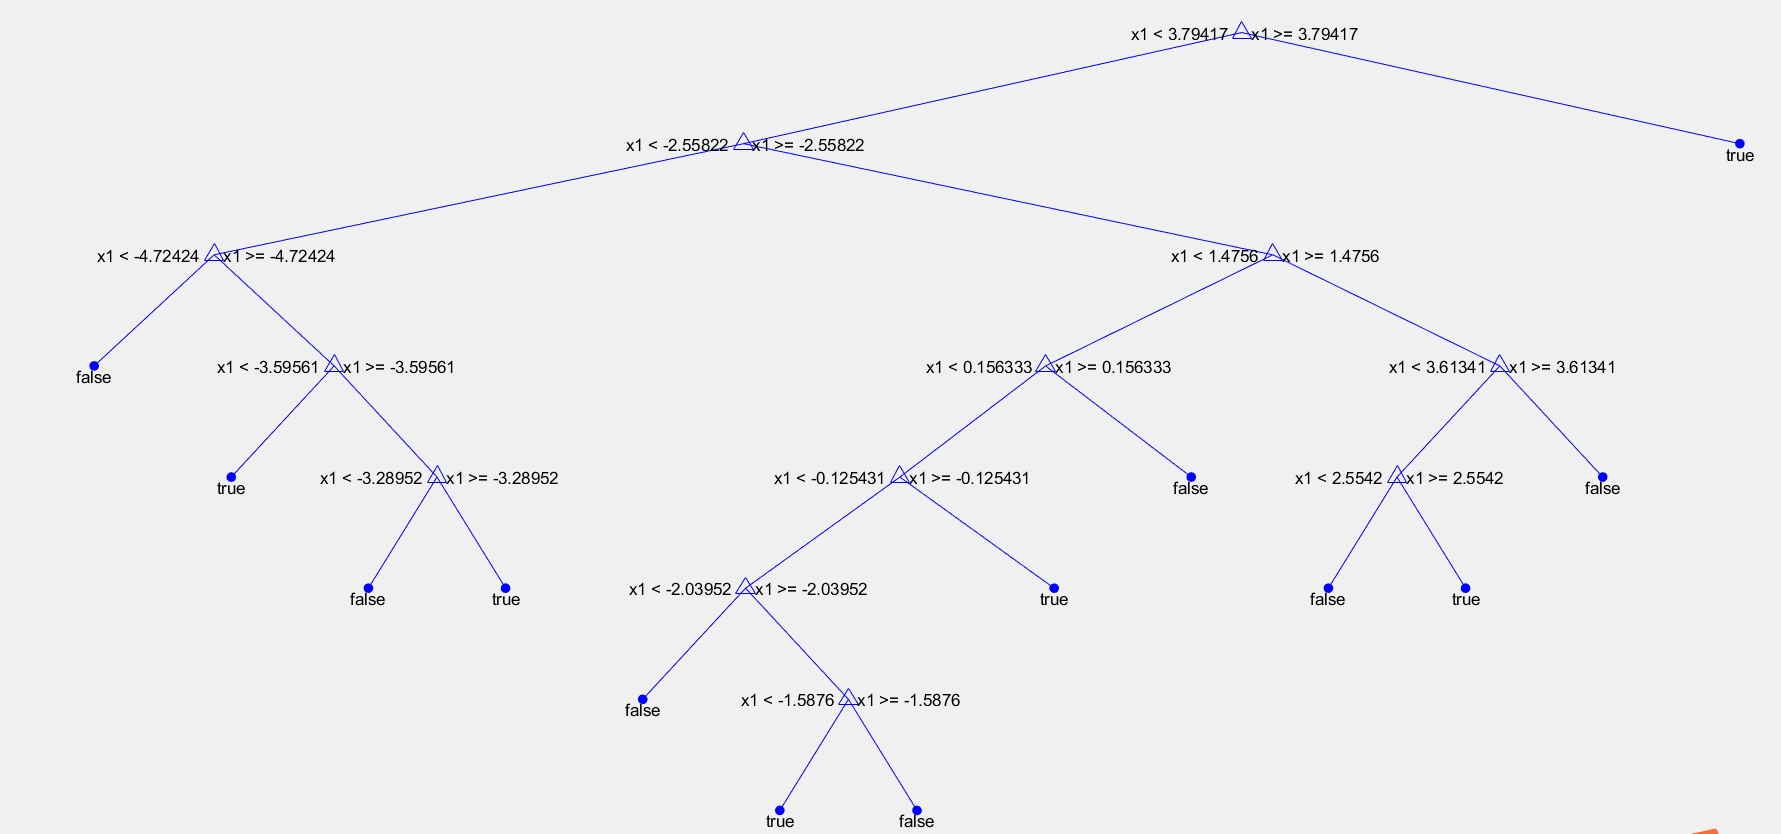 x1 < 3.79417 x1 >= 3.79417
x1 < -2.55822 x1 >= -2.55822
true
x1 < -4.72424 x1 >= -4.72424
x1 < 1.4756 x1 >= 1.4756
false
x1 < -3.59561 x1 >= -3.59561
x1 < 0.156333 x1 >= 0.156333
x1 < 3.61341 x1 >= 3.61341
true
x1 < -3.28952 x1 >= -3.28952
x1 < -0.125431 x1 >= -0.125431
false
x1 < 2.5542 x1 >= 2.5542
false
false
true
x1 < -2.03952 x1 >= -2.03952
true
false
true
false
x1 < -1.5876 x1 >= -1.5876
true
false